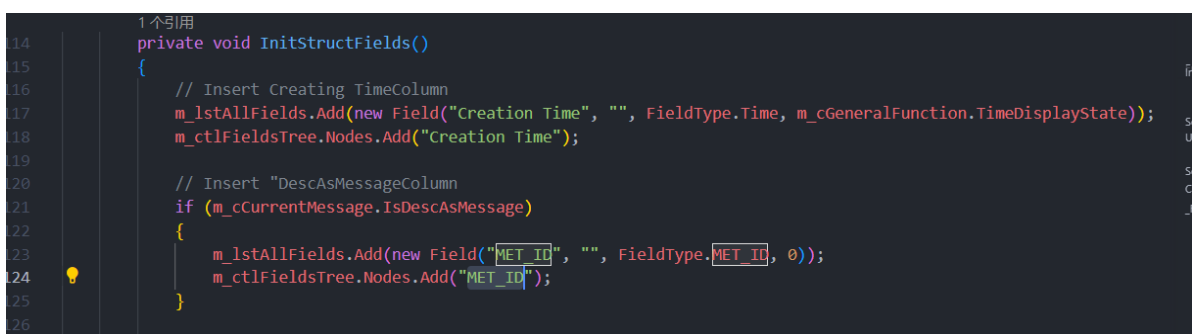 1 个引用
114 private void InitStructFields()
115 {
116 // Insert Creating TimeColumn
117 m_lstAllFields.Add(new Field("Creation Time", "", FieldType.Time, m_cGeneralFunction.TimeDisplayState));
118 m_ctlFieldsTree.Nodes.Add("Creation Time");
119
120 // Insert "DescAsMessageColumn
121 if (m_cCurrentMessage.IsDescAsMessage)
122 {
123 m_lstAllFields.Add(new Field("MET_ID", "", FieldType.MET_ID, 0));
124 m_ctlFieldsTree.Nodes.Add("MET_ID");
125 }
126